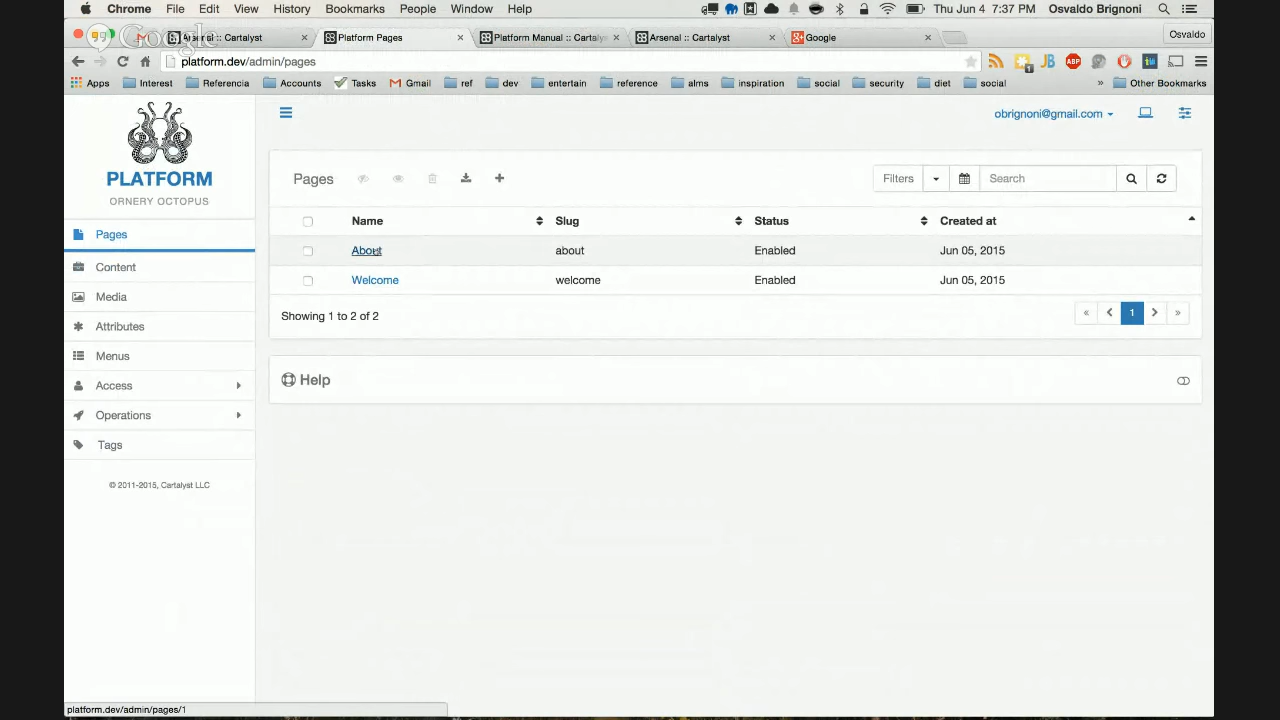 Chrome File Edit View History Bookmarks People Window Help Thu Jun 4 7:37 PM Osvaldo Brignoni
Google
Arsenal :: Cartalyst Platform Pages Platform Manual :: Cartalys Arsenal :: Cartalyst Google Osvaldo
platform.dev/admin/pages
Apps Interest Referencia Accounts Tasks Gmail ref dev entertain reference alms inspiration social security diet social » Other Bookmarks
obrignoni@gmail.com
PLATFORM
ORNERY OCTOPUS
Pages
Content
Media
Attributes
Menus
Access
Operations
Tags
© 2011-2015, Cartalyst LLC
Pages Filters Search
Name Slug Status Created at
About about Enabled Jun 05, 2015
Welcome welcome Enabled Jun 05, 2015
Showing 1 to 2 of 2 « 1 »
Help
platform.dev/admin/pages/1